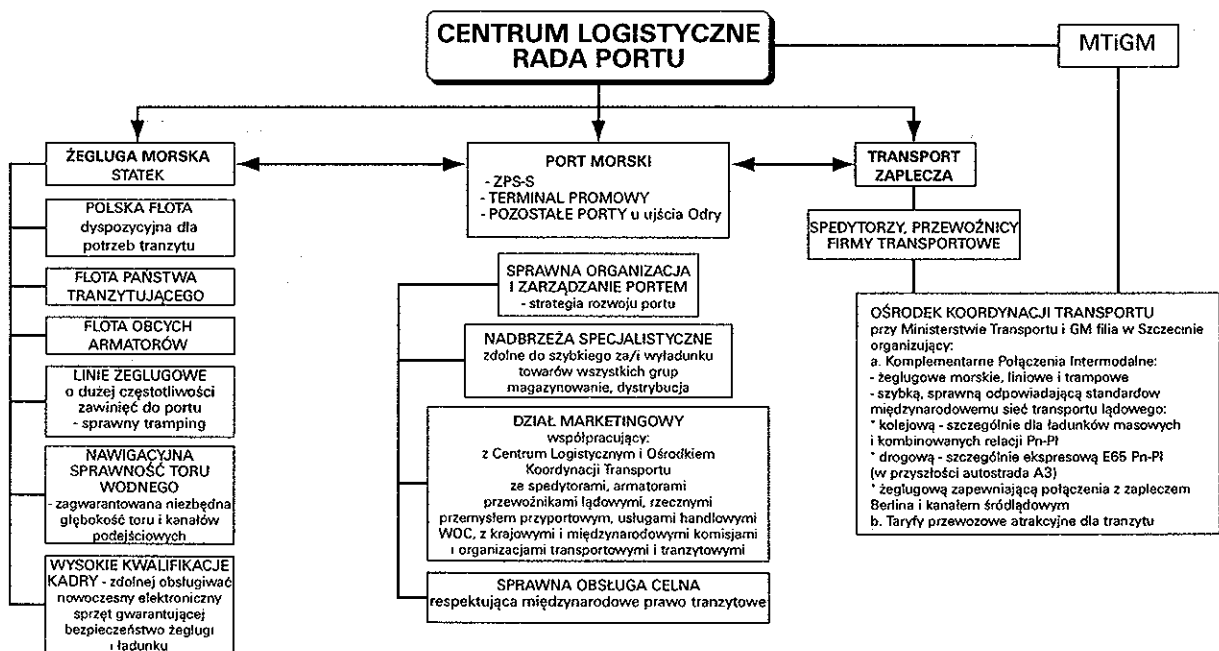 CENTRUM LOGISTYCZNE
RADA PORTU
MTiGM
ŻEGLUGA MORSKA
STATEK
POLSKA FLOTA
dyspozycyjna dla
potrzeb tranzytu
FLOTA PAŃSTWA
TRANZYTUJĄCEGO
FLOTA OBCYCH
ARMATORÓW
LINIE ŻEGLUGOWE
o dużej częstotliwości
zawinięć do portu
- sprawny tramping
NAWIGACYJNA
SPRAWNOŚĆ TORU
WODNEGO
- zagwarantowana niezbędna
głębokość toru i kanałów
podejściowych
WYSOKIE KWALIFIKACJE
KADRY - zdolnej obsługiwać
nowoczesny elektroniczny
sprzęt gwarantującej
bezpieczeństwo żeglugi
i ładunku
PORT MORSKI
- ZPS-S
- TERMINAL PROMOWY
- POZOSTAŁE PORTY u ujścia Odry
SPRAWNA ORGANIZACJA
I ZARZĄDZANIE PORTEM
- strategia rozwoju portu
NADBRZEŻA SPECJALISTYCZNE
zdolne do szybkiego za/i wyładunku
towarów wszystkich grup
magazynowanie, dystrybucja
DZIAŁ MARKETINGOWY
współpracujący:
z Centrum Logistycznym i Ośrodkiem
Koordynacji Transportu
ze spedytorami, armatorami
przewoźnikami lądowymi, rzecznymi
przemysłem przyportowym, usługami handlowymi
WOC, z krajowymi i międzynarodowymi komisjami
i organizacjami transportowymi i tranzytowymi
SPRAWNA OBSŁUGA CELNA
respektująca międzynarodowe prawo tranzytowe
TRANSPORT
ZAPLECZA
SPEDYTORZY, PRZEWOŹNICY
FIRMY TRANSPORTOWE
OŚRODEK KOORDYNACJI TRANSPORTU
przy Ministerstwie Transportu i GM filia w Szczecinie
organizujący:
a. Komplementarne Połączenia Intermodalne:
- żeglugowe morskie, liniowe i trampowe
- szybką, sprawną odpowiadającą standardow
międzynarodowemu sieć transportu lądowego:
* kolejową - szczególnie dla ładunków masowych
i kombinowanych relacji Pn-Pł
* drogową - szczególnie ekspresową E65 Pn-Pł
(w przyszłości autostrada A3)
* żeglugową zapewniającą połączenia z zapleczem
Berlina i kanałem śródlądowym
b. Taryfy przewozowe atrakcyjne dla tranzytu